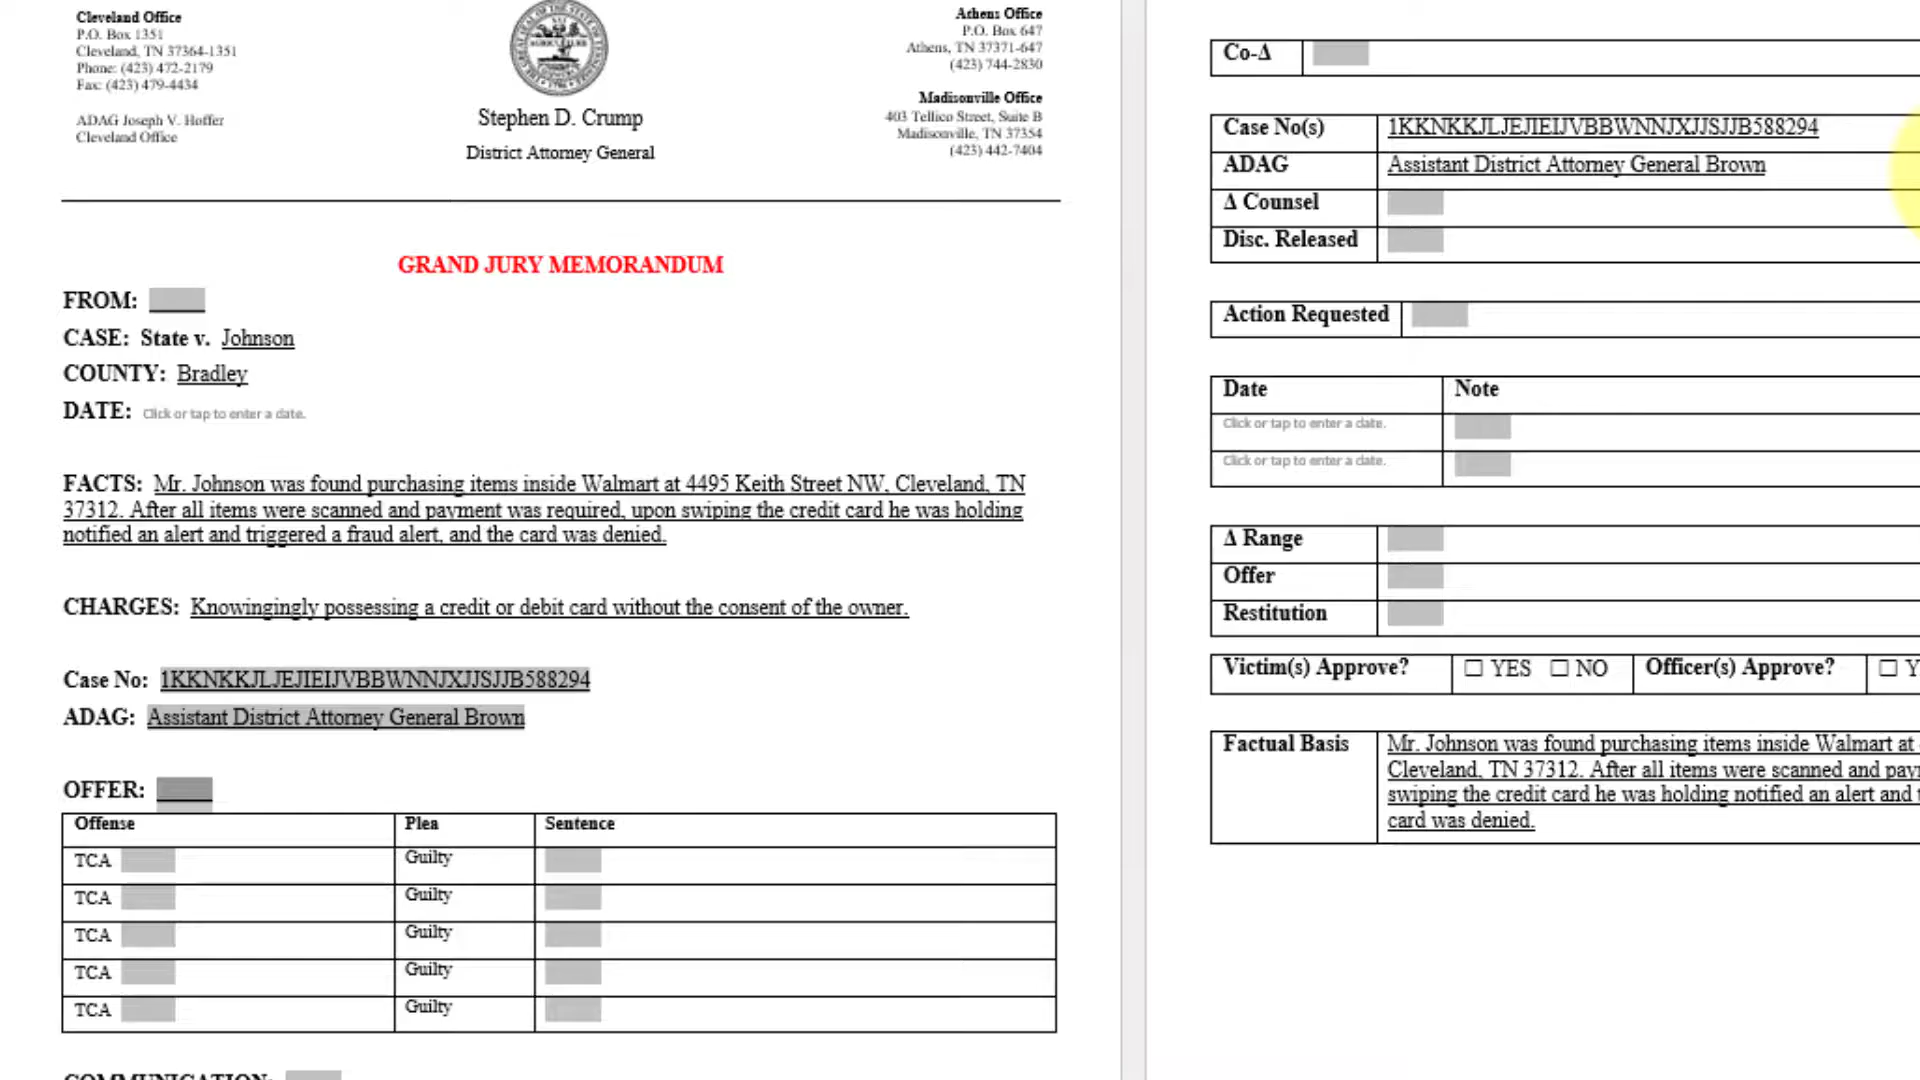 Cleveland Office
P.O. Box 1351
Cleveland, TN 37364-1351
Phone: (423) 472-2179
Fax: (423) 479-4434
ADAG Joseph V. Hoffer
Cleveland Office
AGRICULTURE
Stephen D. Crump
District Attorney General
Athens Office
P.O. Box 647
Athens, TN 37371-647
(423) 744-2830
Madisonville Office
403 Tellico Street, Suite B
Madisonville, TN 37354
(423) 442-7404
GRAND JURY MEMORANDUM
FROM:
CASE: State v. Johnson
COUNTY: Bradley
DATE: Click or tap to enter a date.
FACTS: Mr. Johnson was found purchasing items inside Walmart at 4495 Keith Street NW, Cleveland, TN
37312. After all items were scanned and payment was required, upon swiping the credit card he was holding
notified an alert and triggered a fraud alert, and the card was denied.
CHARGES: Knowingingly possessing a credit or debit card without the consent of the owner.
Case No: 1KKNKKJLJEJIEIJVBBWNNJXJJSJJB588294
ADAG: Assistant District Attorney General Brown
OFFER:
Offense Plea Sentence
TCA Guilty
TCA Guilty
TCA Guilty
TCA Guilty
TCA Guilty
COMMUNICATION:
Co-Δ
Case No(s) 1KKNKKJLJEJIEIJVBBWNNJXJJSJJB588294
ADAG Assistant District Attorney General Brown
Δ Counsel
Disc. Released
Action Requested
Date Note
Click or tap to enter a date.
Click or tap to enter a date.
Δ Range
Offer
Restitution
Victim(s) Approve? ☐ YES ☐ NO Officer(s) Approve? ☐ Y
Factual Basis Mr. Johnson was found purchasing items inside Walmart at
Cleveland, TN 37312. After all items were scanned and
swiping the credit card he was holding notified an alert and
card was denied.